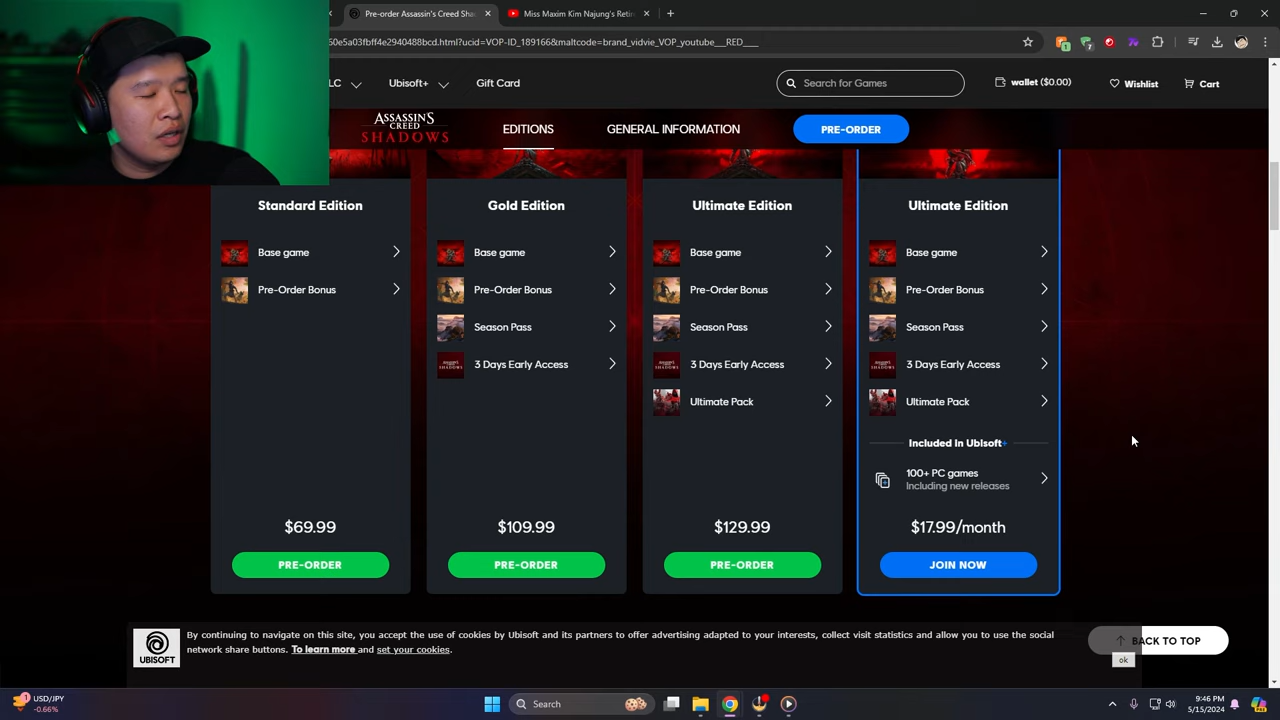 Pre-order Assassin's Creed Sha
Miss Maxim Kim Najung's Retir
60e5a03fbff4e2940488bcd.html?ucid=VOP-ID_189166&maltcode=brand_vidvie_VOP_youtube___RED____
LC
Ubisoft+
Gift Card
Search for Games
wallet ($0.00)
Wishlist
Cart
ASSASSIN'S CREED
SHADOWS
EDITIONS
GENERAL INFORMATION
PRE-ORDER
Standard Edition
Base game
Pre-Order Bonus
$69.99
PRE-ORDER
Gold Edition
Base game
Pre-Order Bonus
Season Pass
3 Days Early Access
$109.99
PRE-ORDER
Ultimate Edition
Base game
Pre-Order Bonus
Season Pass
3 Days Early Access
Ultimate Pack
$129.99
PRE-ORDER
Ultimate Edition
Base game
Pre-Order Bonus
Season Pass
3 Days Early Access
Ultimate Pack
Included In Ubisoft+
100+ PC games
Including new releases
$17.99/month
JOIN NOW
UBISOFT
By continuing to navigate on this site, you accept the use of cookies by Ubisoft and its partners to offer advertising adapted to your interests, collect visit statistics and allow you to use the social
network share buttons. To learn more and set your cookies.
BACK TO TOP
ok
USD/JPY
-0.66%
Search
9:46 PM
5/15/2024